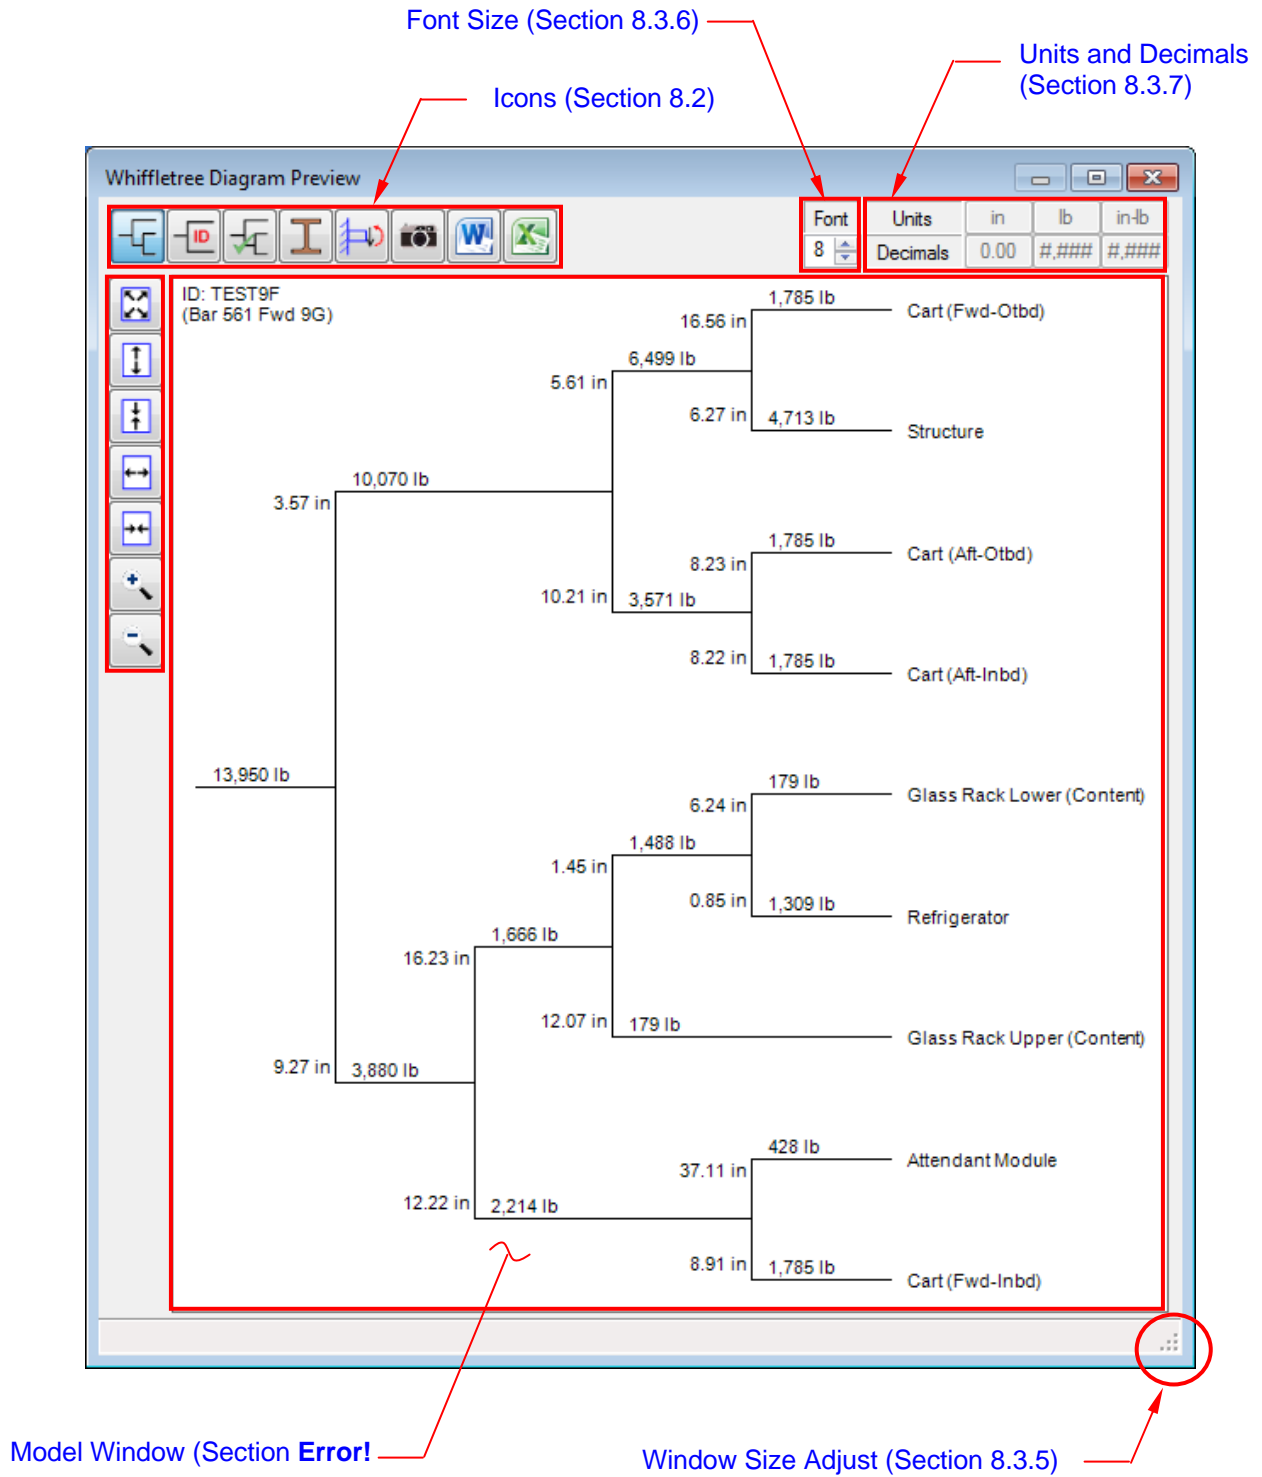 Font Size (Section 8.3.6)
Units and Decimals
(Section 8.3.7)
Icons (Section 8.2)
Whiffletree Diagram Preview
ID
W
X
Font
8
Units
in
lb
in-lb
Decimals
0.00
#,###
#,###
ID: TEST9F
(Bar 561 Fwd 9G)
1,785 lb
Cart (Fwd-Otbd)
16.56 in
6,499 lb
5.61 in
6.27 in
4,713 lb
Structure
10,070 lb
3.57 in
1,785 lb
Cart (Aft-Otbd)
8.23 in
10.21 in
3,571 lb
8.22 in
1,785 lb
Cart (Aft-Inbd)
13,950 lb
179 lb
Glass Rack Lower (Content)
6.24 in
1,488 lb
1.45 in
0.85 in
1,309 lb
Refrigerator
1,666 lb
16.23 in
12.07 in
179 lb
Glass Rack Upper (Content)
9.27 in
3,880 lb
428 lb
Attendant Module
37.11 in
12.22 in
2,214 lb
8.91 in
1,785 lb
Cart (Fwd-Inbd)
Model Window (Section Error!
Window Size Adjust (Section 8.3.5)